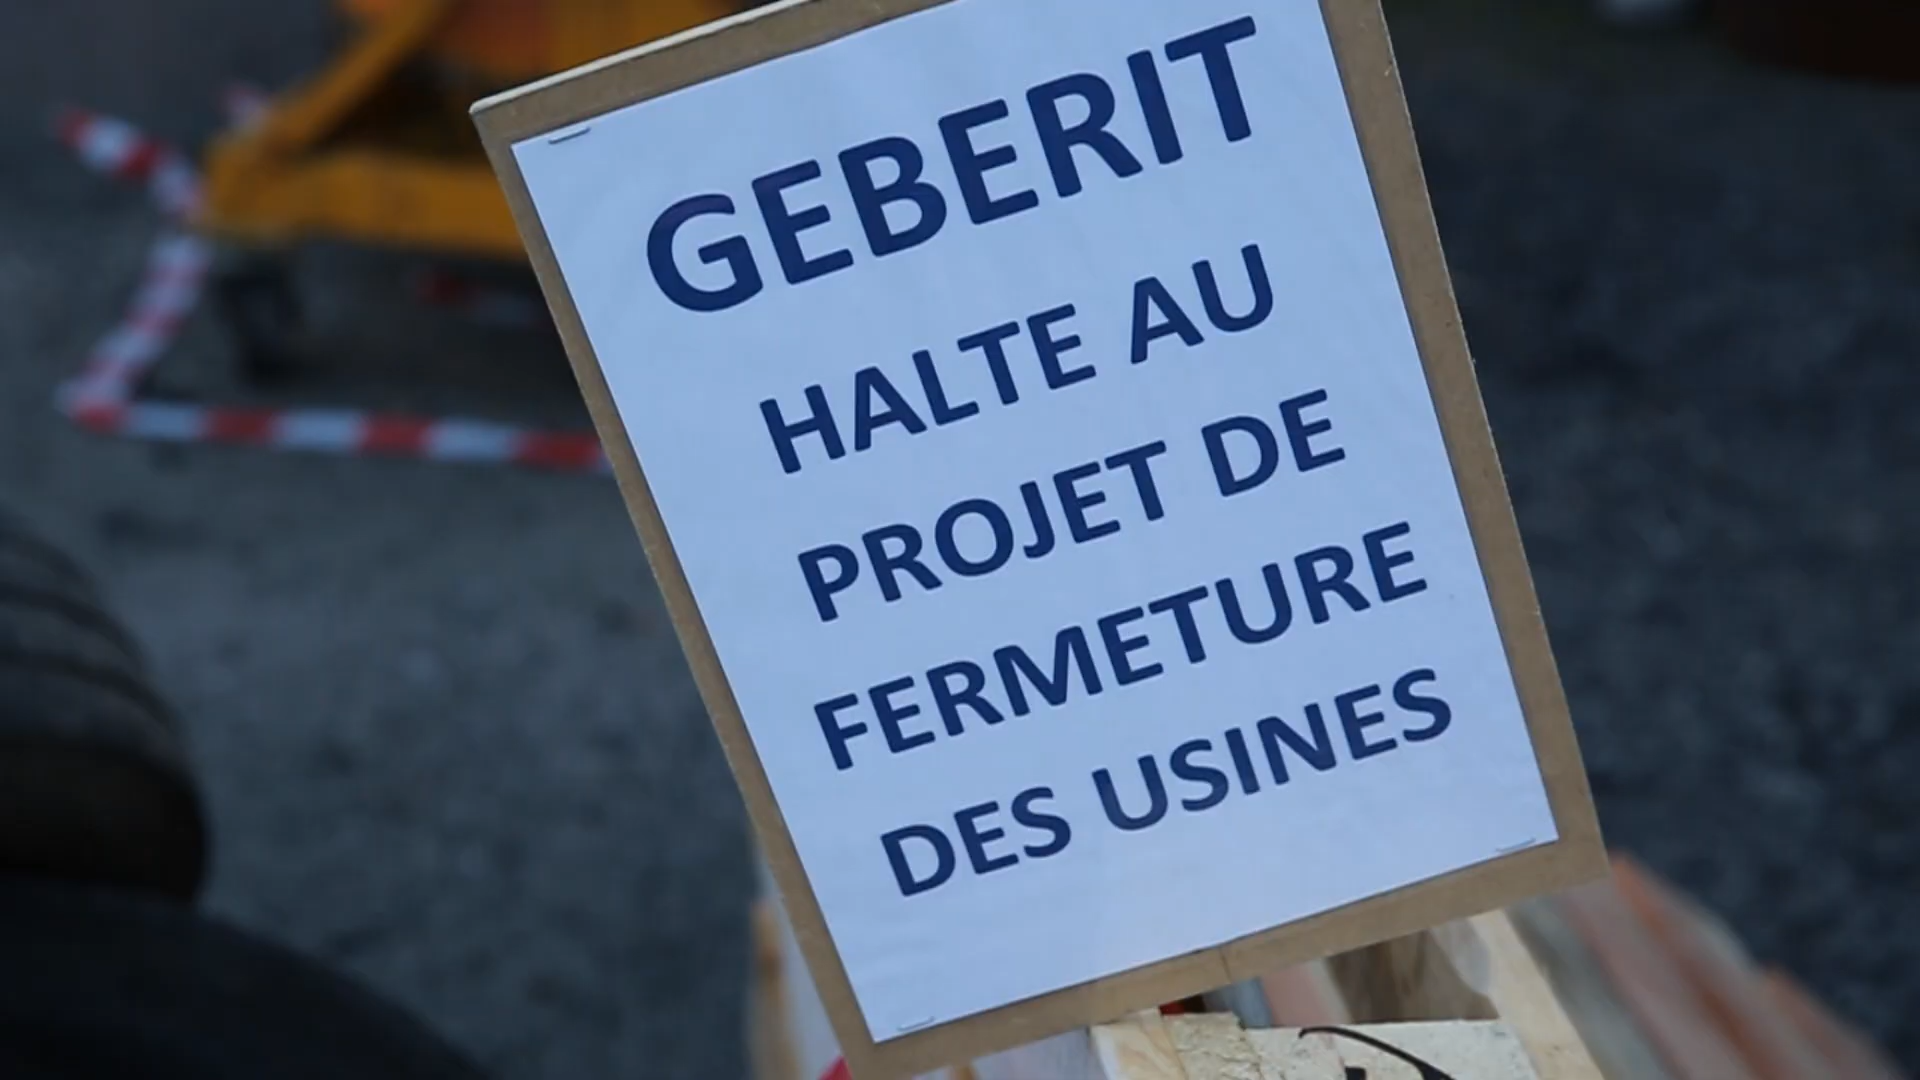 GEBERIT
HALTE AU
PROJET DE
FERMETURE
DES USINES